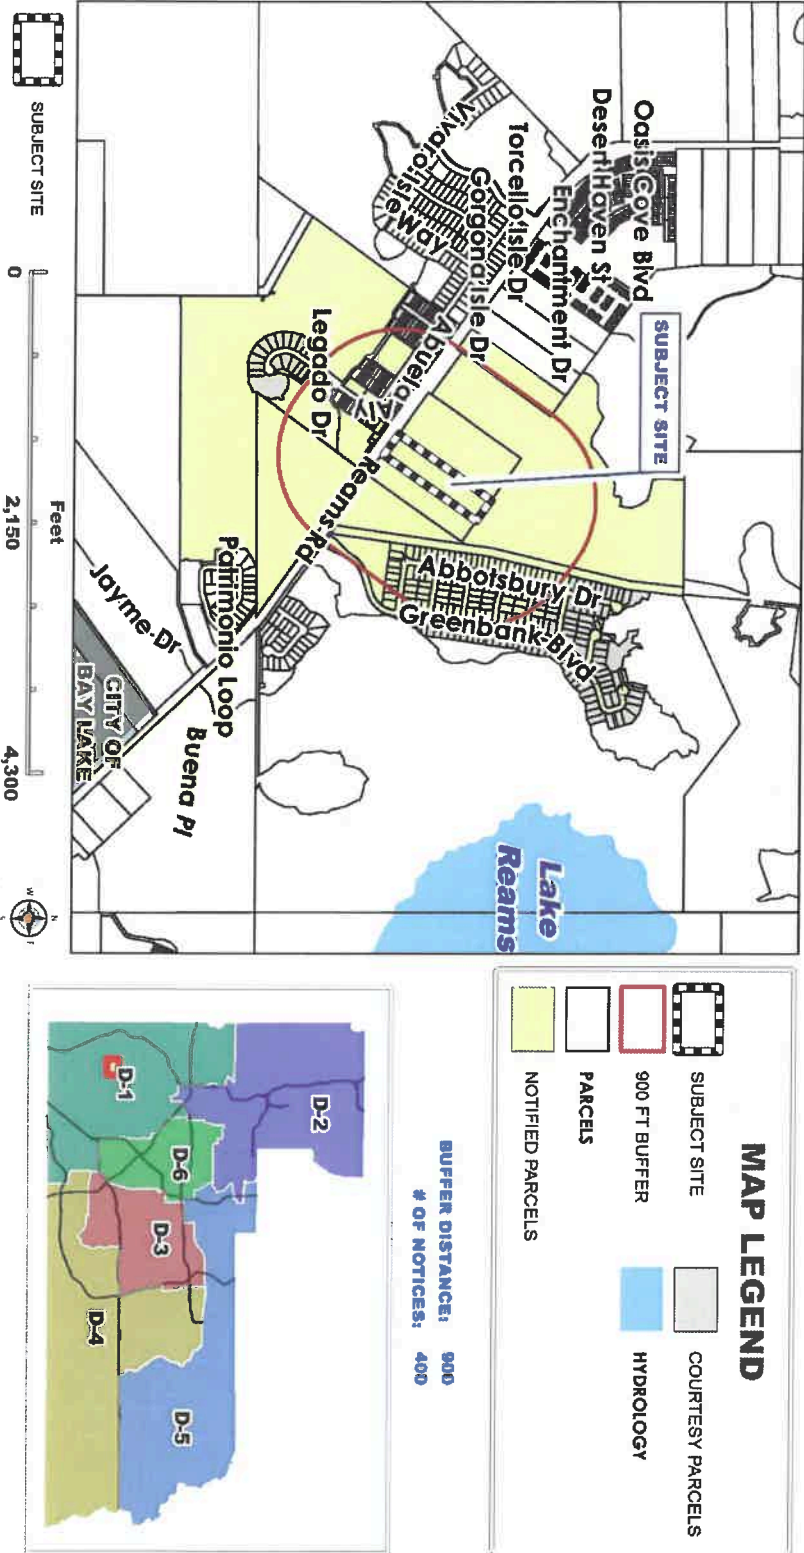 Oasis Cove Blvd
Desert Haven St
Enchantment Dr
Torcello Isle Dr
Gorgona Isle Dr
Vivaro Isle Way
Abuela
Legado Dr
Reams Rd
SUBJECT SITE
Abbotsbury Dr
Greenbank Blvd
Patrimonio Loop
Jayme Dr
CITY OF
BAY LAKE
Buena Pl
Lake
Reams
SUBJECT SITE
0
2,150
4,300
Feet
N
W
MAP LEGEND
SUBJECT SITE
900 FT BUFFER
PARCELS
NOTIFIED PARCELS
COURTESY PARCELS
HYDROLOGY
BUFFER DISTANCE: 900
# OF NOTICES: 400
D-2
D-1
D-6
D-3
D-4
D-5